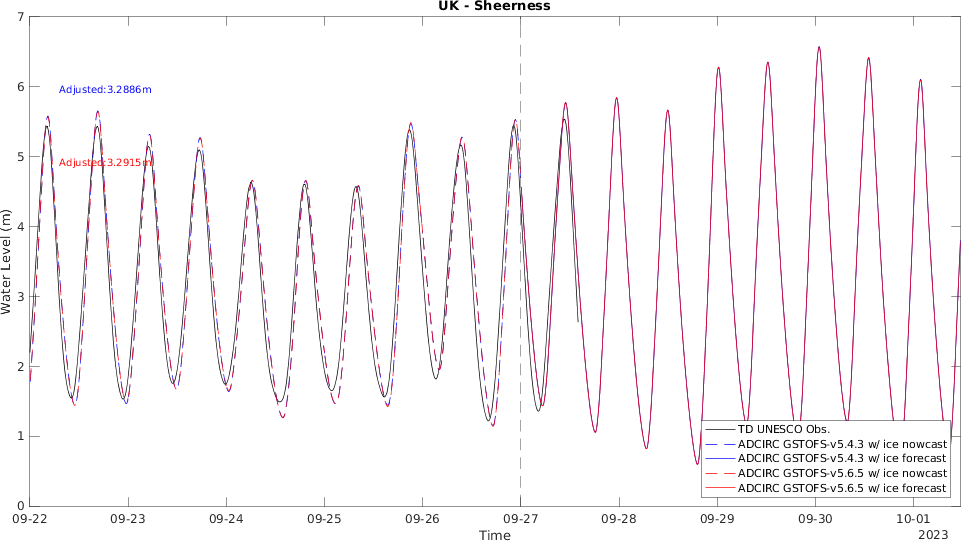 UK - Sheerness
7
6
5
4
3
2
1
0
Water Level (m)
Adjusted:3.2886m
Adjusted:3.2915m
TD UNESCO Obs.
ADCIRC GSTOFS-v5.4.3 w/ ice nowcast
ADCIRC GSTOFS-v5.4.3 w/ ice forecast
ADCIRC GSTOFS-v5.6.5 w/ ice nowcast
ADCIRC GSTOFS-v5.6.5 w/ ice forecast
09-22 09-23 09-24 09-25 09-26 09-27 09-28 09-29 09-30 10-01
Time
2023